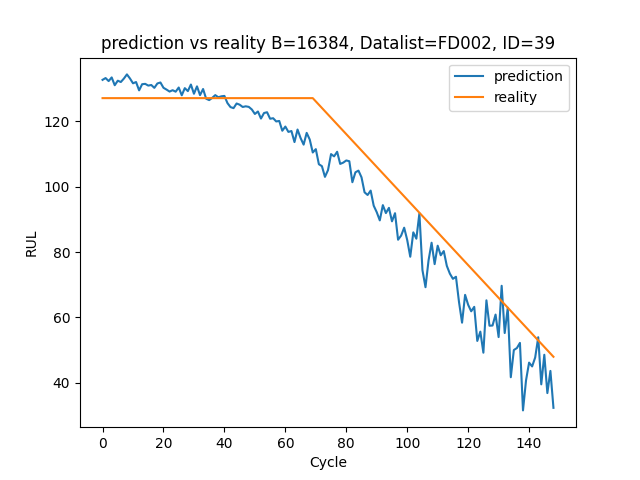 prediction vs reality B=16384, Datalist=FD002, ID=39
prediction
reality
RUL
120
100
80
60
40
0 20 40 60 80 100 120 140
Cycle